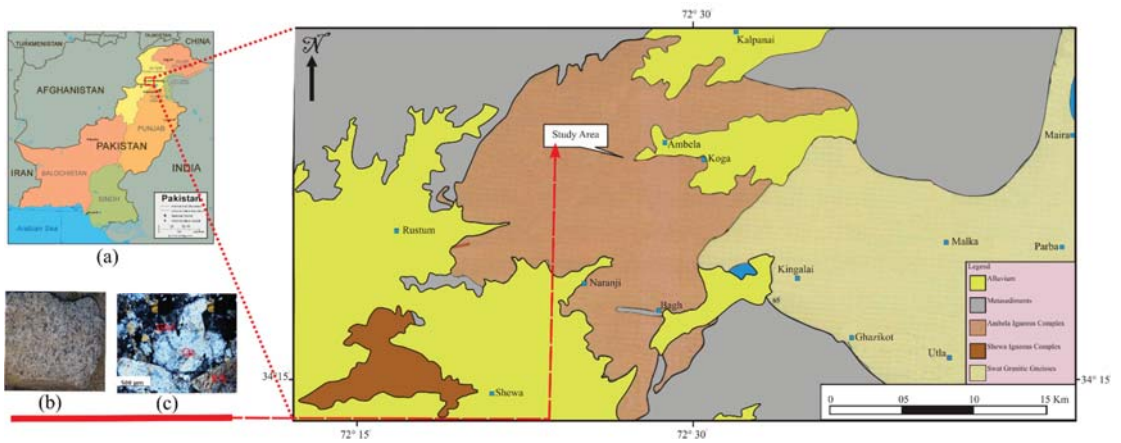 72° 30
TURKMENISTAN
CHINA
AFGHANISTAN
PUNJAB
PAKISTAN
IRAN
BALOCHISTAN
INDIA
SINDH
Pakistan
Arabian Sea
(a)
N
Kalpanai
Study Area
Ambela
Koga
Maira
Rustum
Malka
Parba
Naranji
Bagh
Kingalai
Ghazikot
Utla
Shewa
Legend
Alluvium
Metasediments
Ambela Igneous Complex
Shewa Igneous Complex
Swat Granitic Gneisses
500 µm
(b)
(c)
34° 15
34° 15
0 05 10 15 Km
72° 15
72° 30